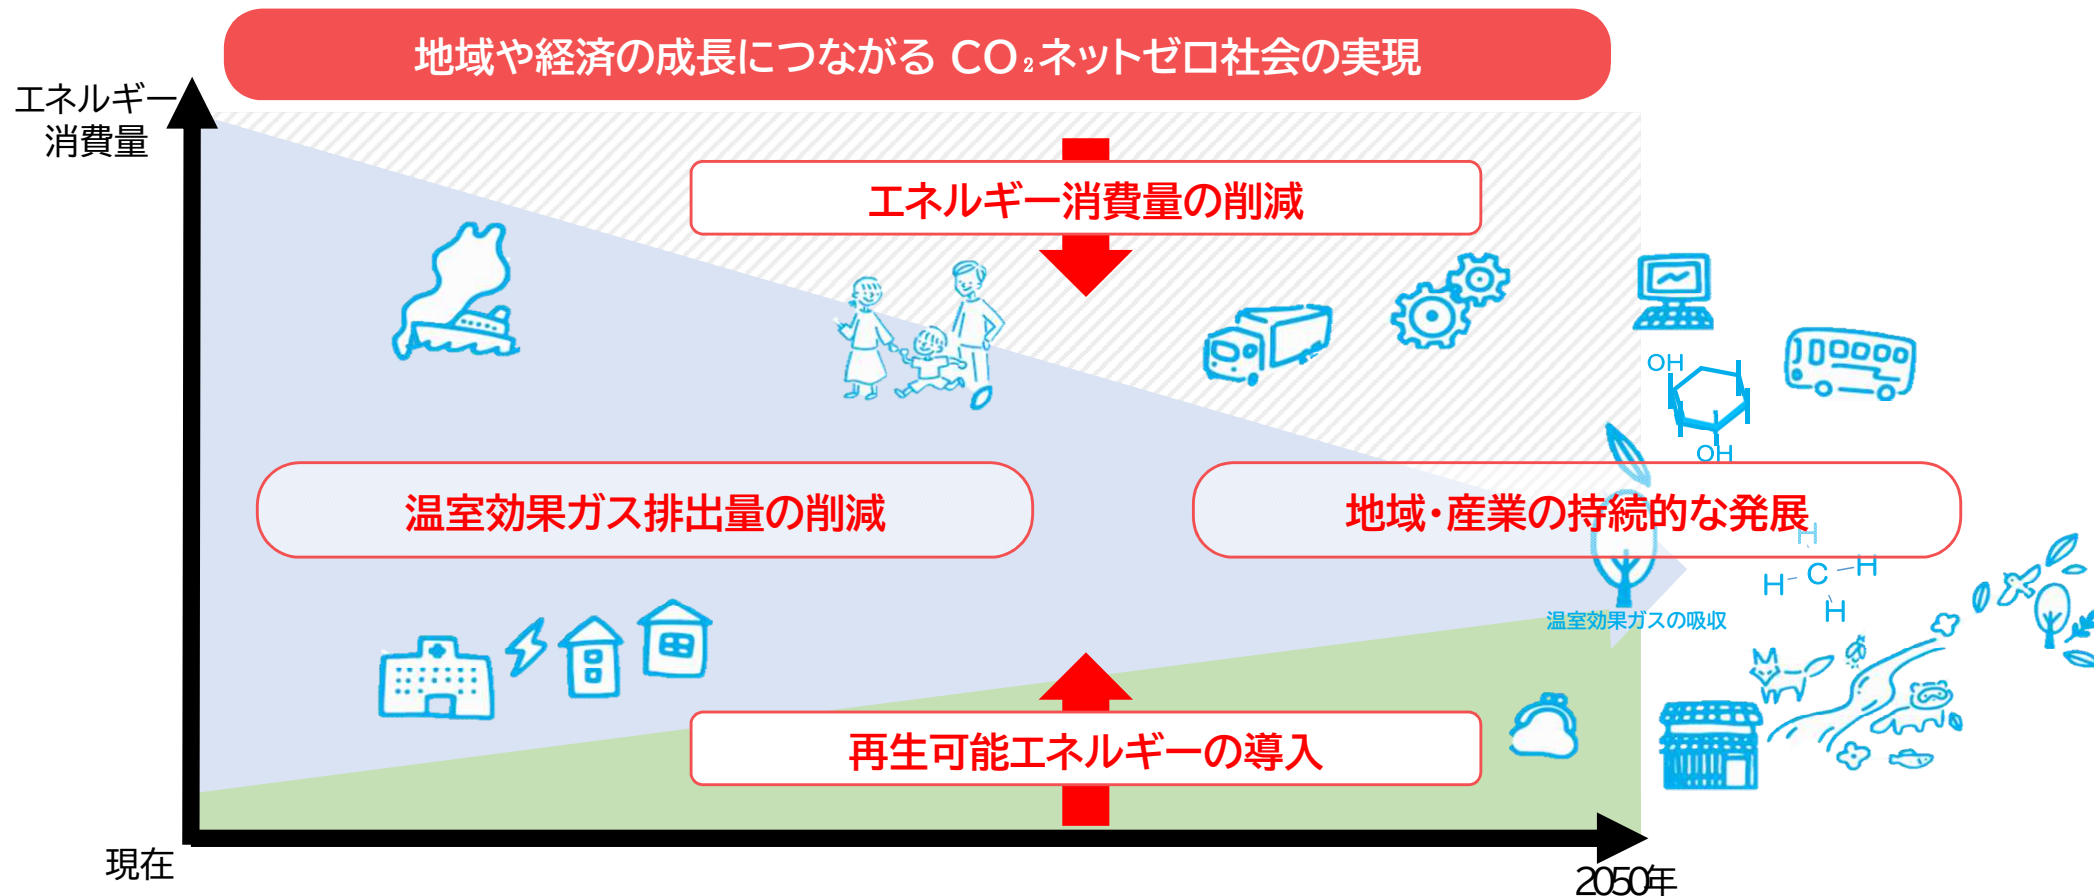 地域や経済の成長につながる CO₂ネットゼロ社会の実現
エネルギー
消費量
エネルギー消費量の削減
OH
OH
温室効果ガス排出量の削減
地域・産業の持続的な発展
H
H C H
H
温室効果ガスの吸収
再生可能エネルギーの導入
現在
2050年